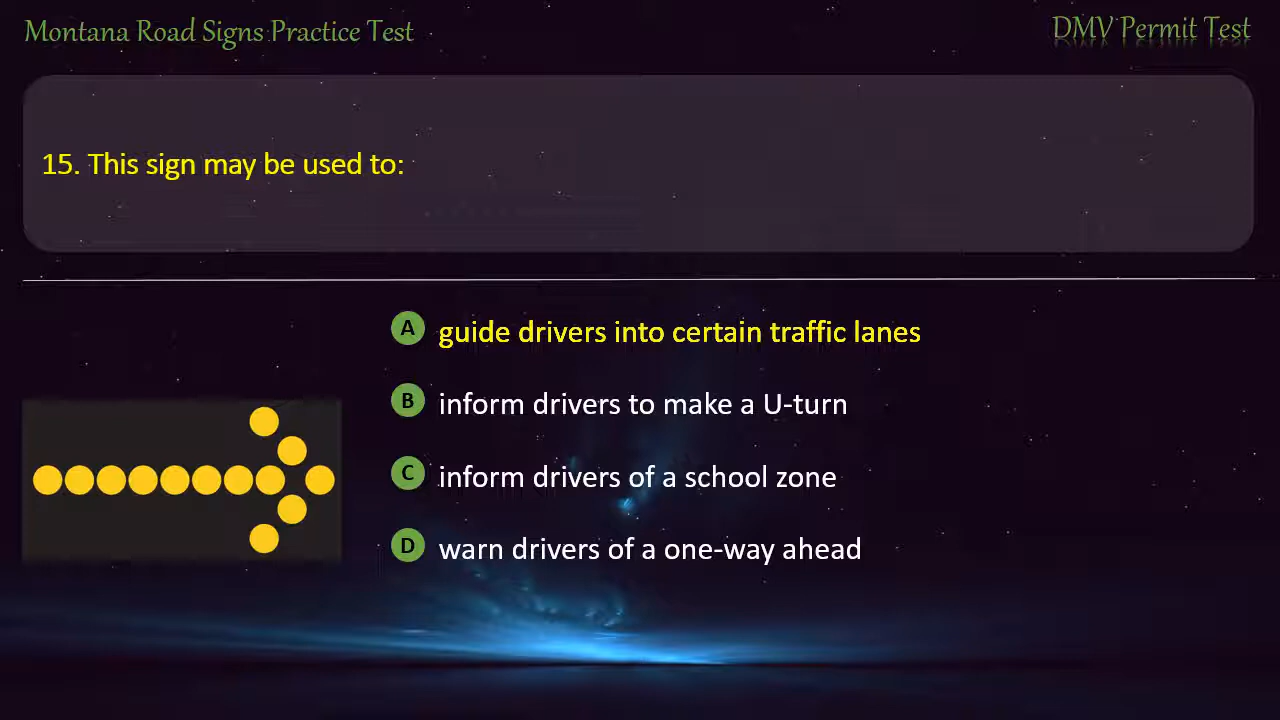 Montana Road Signs Practice Test
DMV Permit Test
15. This sign may be used to:
A guide drivers into certain traffic lanes
B inform drivers to make a U-turn
C inform drivers of a school zone
D warn drivers of a one-way ahead